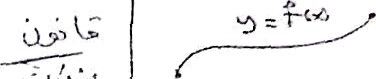 قانون
y = f(x)